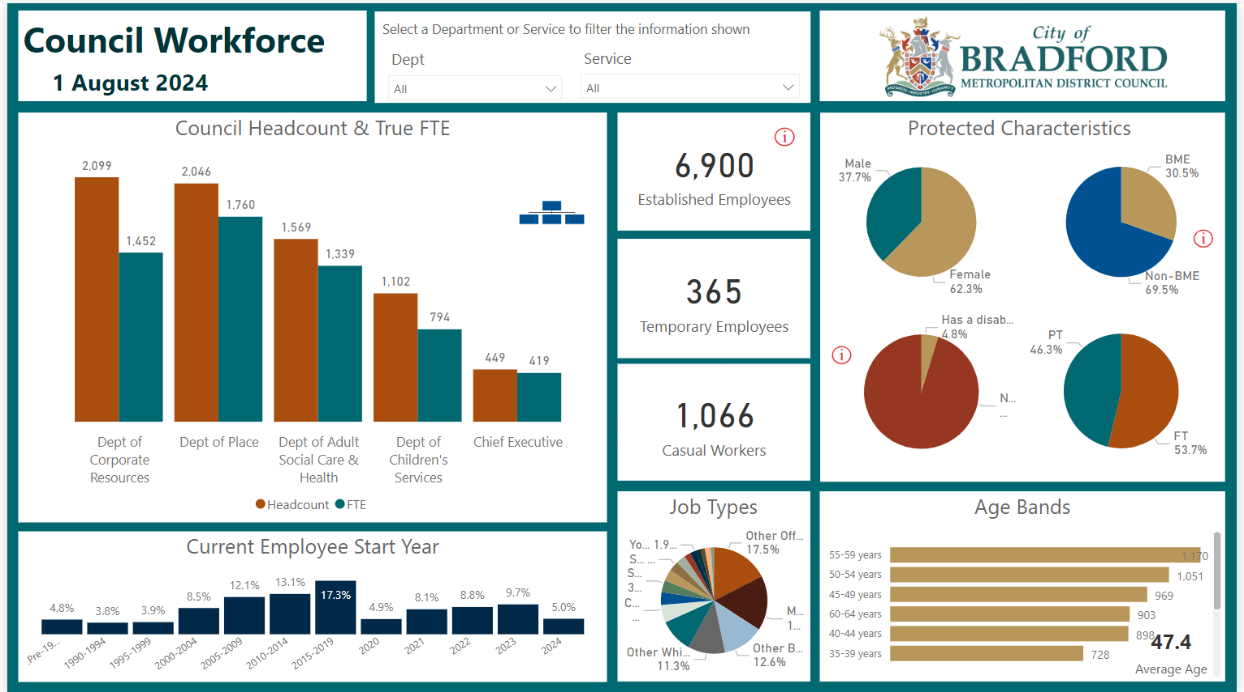 Council Workforce
1 August 2024
Select a Department or Service to filter the information shown
Dept
Service
All
All
City of
BRADFORD
METROPOLITAN DISTRICT COUNCIL
Council Headcount & True FTE
2,099
1,452
2,046
1,760
1,569
1,339
1,102
794
449
419
Dept of
Corporate
Resources
Dept of Place
Dept of Adult
Social Care &
Health
Dept of
Children's
Services
Chief Executive
Headcount
FTE
6,900
Established Employees
365
Temporary Employees
1,066
Casual Workers
Protected Characteristics
Male
37.7%
Female
62.3%
BME
30.5%
Non-BME
69.5%
Has a disab...
4.8%
N...
...
PT
46.3%
FT
53.7%
Current Employee Start Year
4.8%
3.8%
3.9%
8.5%
12.1%
13.1%
17.3%
4.9%
8.1%
8.8%
9.7%
5.0%
Pre-19...
1990-1994
1995-1999
2000-2004
2005-2009
2010-2014
2015-2019
2020
2021
2022
2023
2024
Job Types
Other Off...
17.5%
M...
1...
Other B...
12.6%
Other Whi...
11.3%
C...
...
S...
3...
S... ...
Yo... 1.9...
Age Bands
55-59 years
1,170
50-54 years
1,051
45-49 years
969
60-64 years
903
40-44 years
898
35-39 years
728
47.4
Average Age